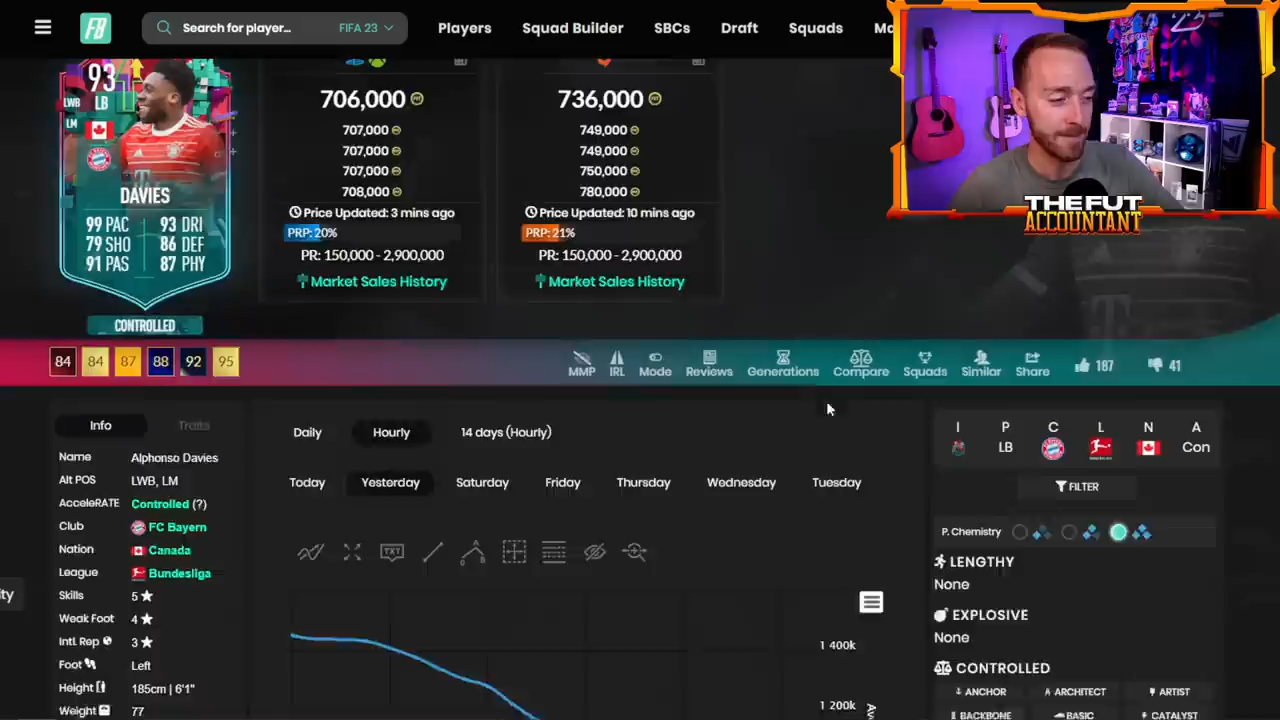 FB
Search for player...
FIFA 23
Players
Squad Builder
SBCs
Draft
Squads
93
LWB
LB
LM
DAVIES
99 PAC
93 DRI
79 SHO
86 DEF
91 PAS
87 PHY
CONTROLLED
706,000
707,000
707,000
707,000
708,000
Price Updated: 3 mins ago
PRP: 20%
PR: 150,000 - 2,900,000
Market Sales History
736,000
749,000
749,000
750,000
780,000
Price Updated: 10 mins ago
PRP: 21%
PR: 150,000 - 2,900,000
Market Sales History
THE FUT
ACCOUNTANT
84
84
87
88
92
95
MMP
IRL
Mode
Reviews
Generations
Compare
Squads
Similar
Share
187
41
Info
Traits
Name
Alphonso Davies
Alt POS
LWB, LM
AcceleRATE
Controlled (?)
Club
FC Bayern
Nation
Canada
League
Bundesliga
Skills
5
Weak Foot
4
Intl. Rep
3
Foot
Left
Height
185cm | 6'1"
Weight
77
Daily
Hourly
14 days (Hourly)
Today
Yesterday
Saturday
Friday
Thursday
Wednesday
Tuesday
TXT
1 400k
1 200k
I
P
C
L
N
A
LB
Con
FILTER
P. Chemistry
LENGTHY
None
EXPLOSIVE
None
CONTROLLED
ANCHOR
ARCHITECT
ARTIST
BACKBONE
BASIC
CATALYST